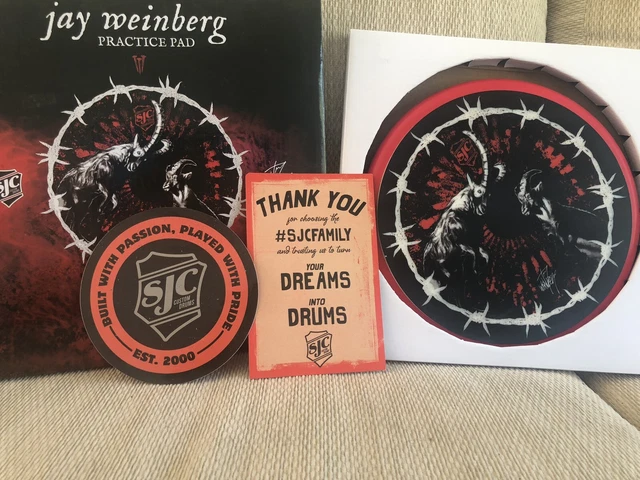 jay weinberg
PRACTICE PAD
SJC
SJC
BUILT WITH PASSION, PLAYED WITH PRIDE
SJC
CUSTOM
DRUMS
EST. 2000
THANK YOU
for choosing the
#SJCFAMILY
and trusting us to turn
YOUR
DREAMS
INTO
DRUMS
SJC
SJC